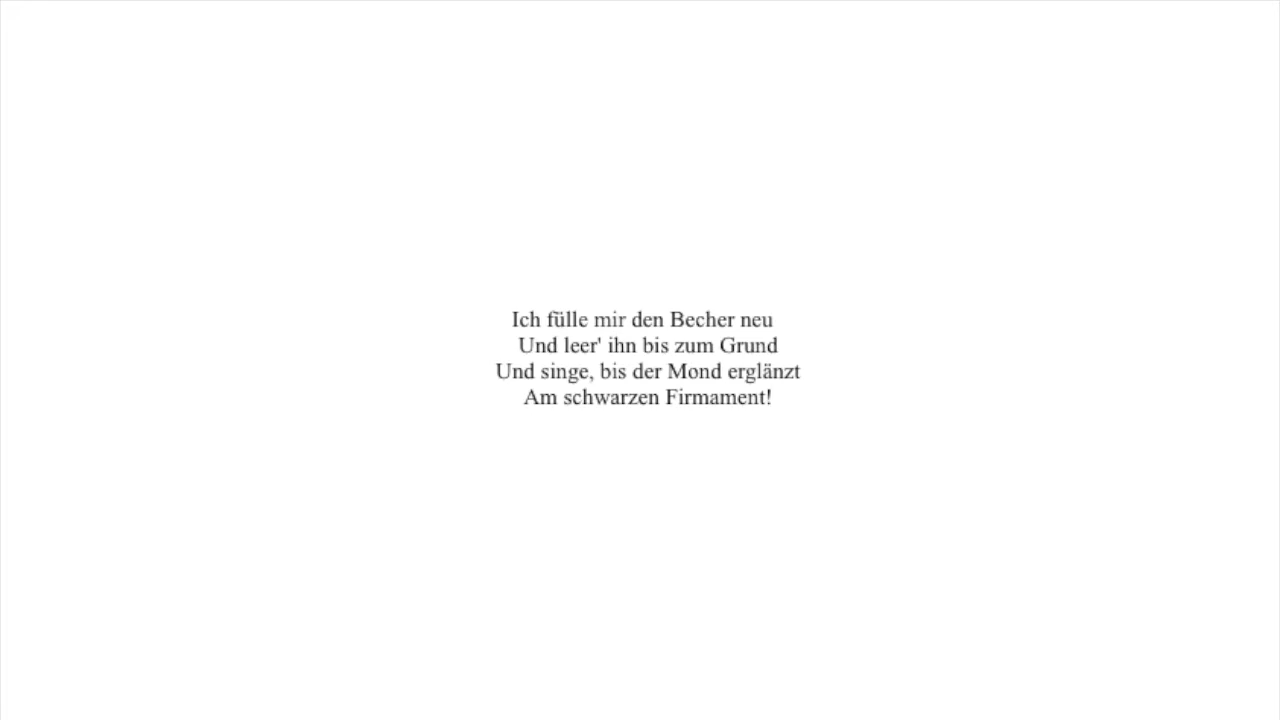 Ich fülle mir den Becher neu
Und leer' ihn bis zum Grund
Und singe, bis der Mond erglänzt
Am schwarzen Firmament!